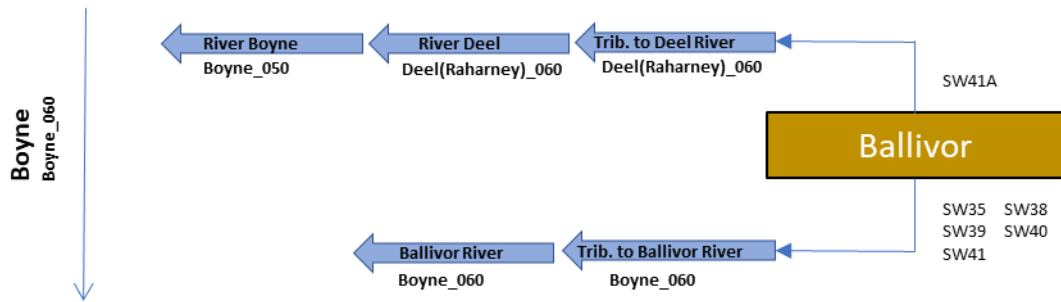 River Boyne
River Deel
Trib. to Deel River
Boyne_050
Deel(Raharney)_060
Deel(Raharney)_060
SW41A
Boyne
Boyne_060
Ballivor
SW35 SW38
SW39 SW40
SW41
Ballivor River
Trib. to Ballivor River
Boyne_060
Boyne_060